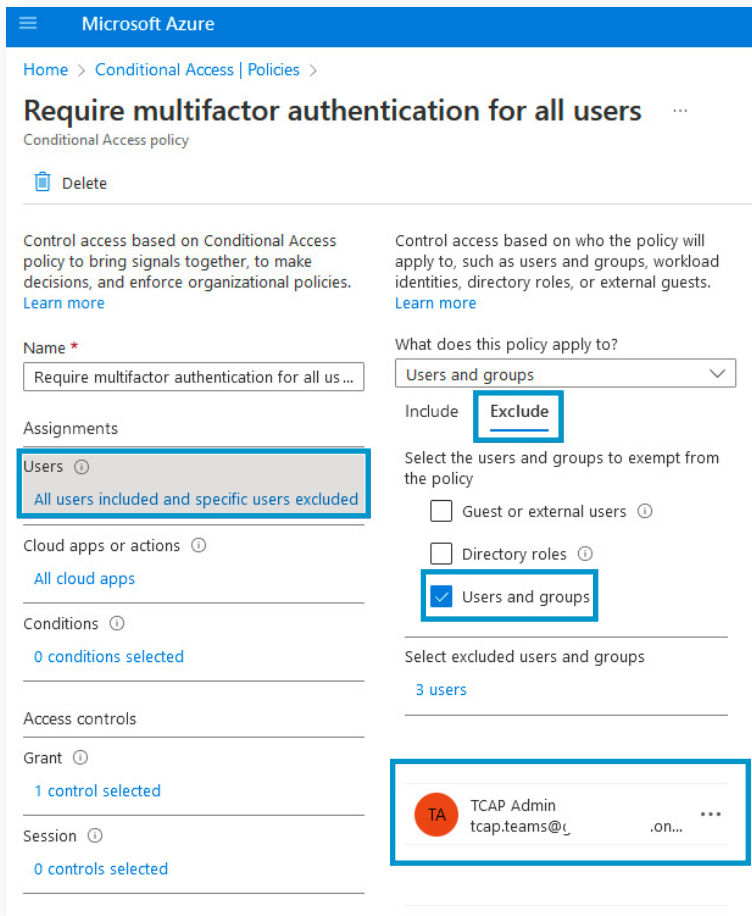 Microsoft Azure
Home > Conditional Access | Policies >
Require multifactor authentication for all users ...
Conditional Access policy
Delete
Control access based on Conditional Access
policy to bring signals together, to make
decisions, and enforce organizational policies.
Learn more
Name *
Require multifactor authentication for all us ...
Assignments
Users
All users included and specific users excluded
Cloud apps or actions
All cloud apps
Conditions
0 conditions selected
Access controls
Grant
1 control selected
Session
0 controls selected
Control access based on who the policy will
apply to, such as users and groups, workload
identities, directory roles, or external guests.
Learn more
What does this policy apply to?
Users and groups
Include Exclude
Select the users and groups to exempt from
the policy
Guest or external users
Directory roles
Users and groups
Select excluded users and groups
3 users
TA
TCAP Admin
tcap.teams@ .on...